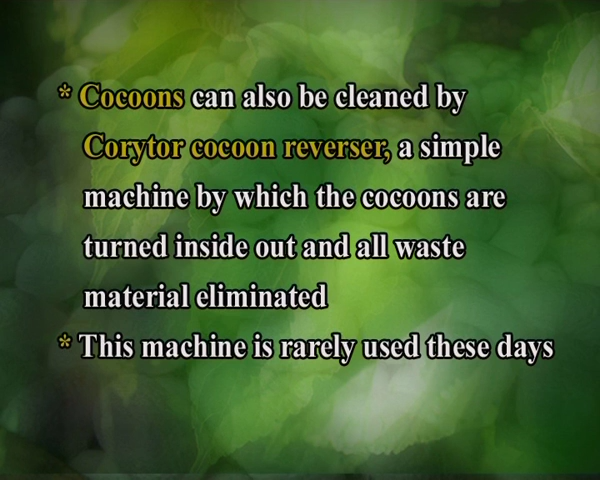 * Cocoons can also be cleaned by
Corytor cocoon reverser, a simple
machine by which the cocoons are
turned inside out and all waste
material eliminated
* This machine is rarely used these days